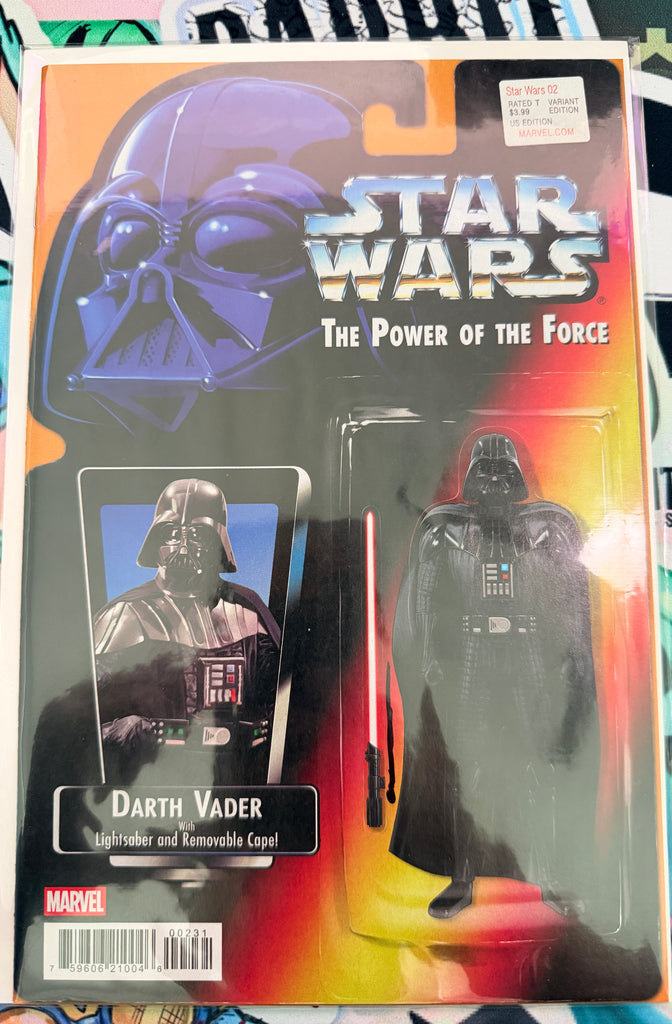 Star Wars 02
RATED T VARIANT
$3.99 EDITION
US EDITION
MARVEL.COM
STAR
WARS
®
THE POWER OF THE FORCE
DARTH VADER
With
Lightsaber and Removable Cape!
MARVEL
00231
7 59606 21004 6